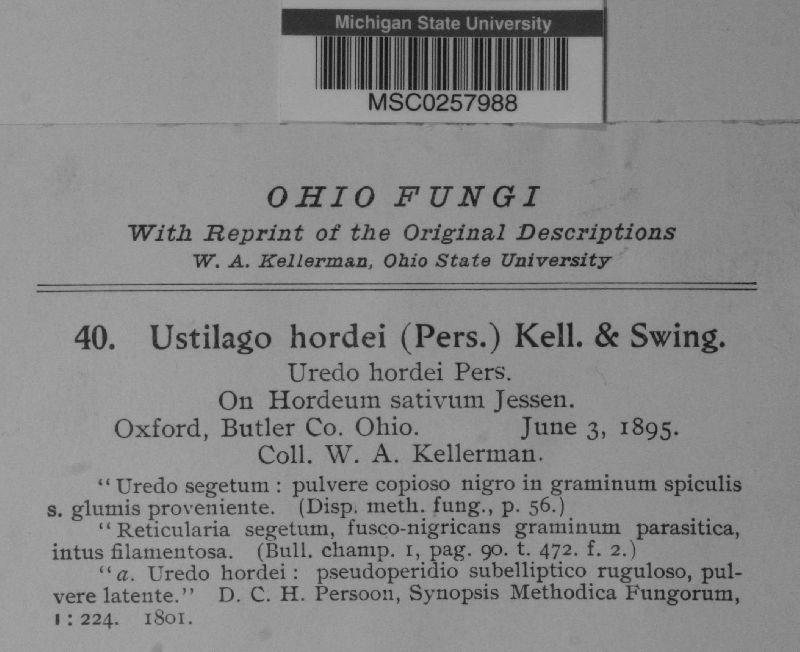 Michigan State University
MSC0257988
OHIO FUNGI
With Reprint of the Original Descriptions
W. A. Kellerman, Ohio State University
40. Ustilago hordei (Pers.) Kell. & Swing.
Uredo hordei Pers.
On Hordeum sativum Jessen.
Oxford, Butler Co. Ohio. June 3, 1895.
Coll. W. A. Kellerman.
“Uredo segetum : pulvere copioso nigro in graminum spiculis
s. glumis proveniente. (Disp. meth. fung., p. 56.)
“Reticularia segetum, fusco-nigricans graminum parasitica,
intus filamentosa. (Bull. champ. 1, pag. 90. t. 472. f. 2.)
“a. Uredo hordei : pseudoperidio subelliptico ruguloso, pul-
vere latente.” D. C. H. Persoon, Synopsis Methodica Fungorum,
1 : 224. 1801.